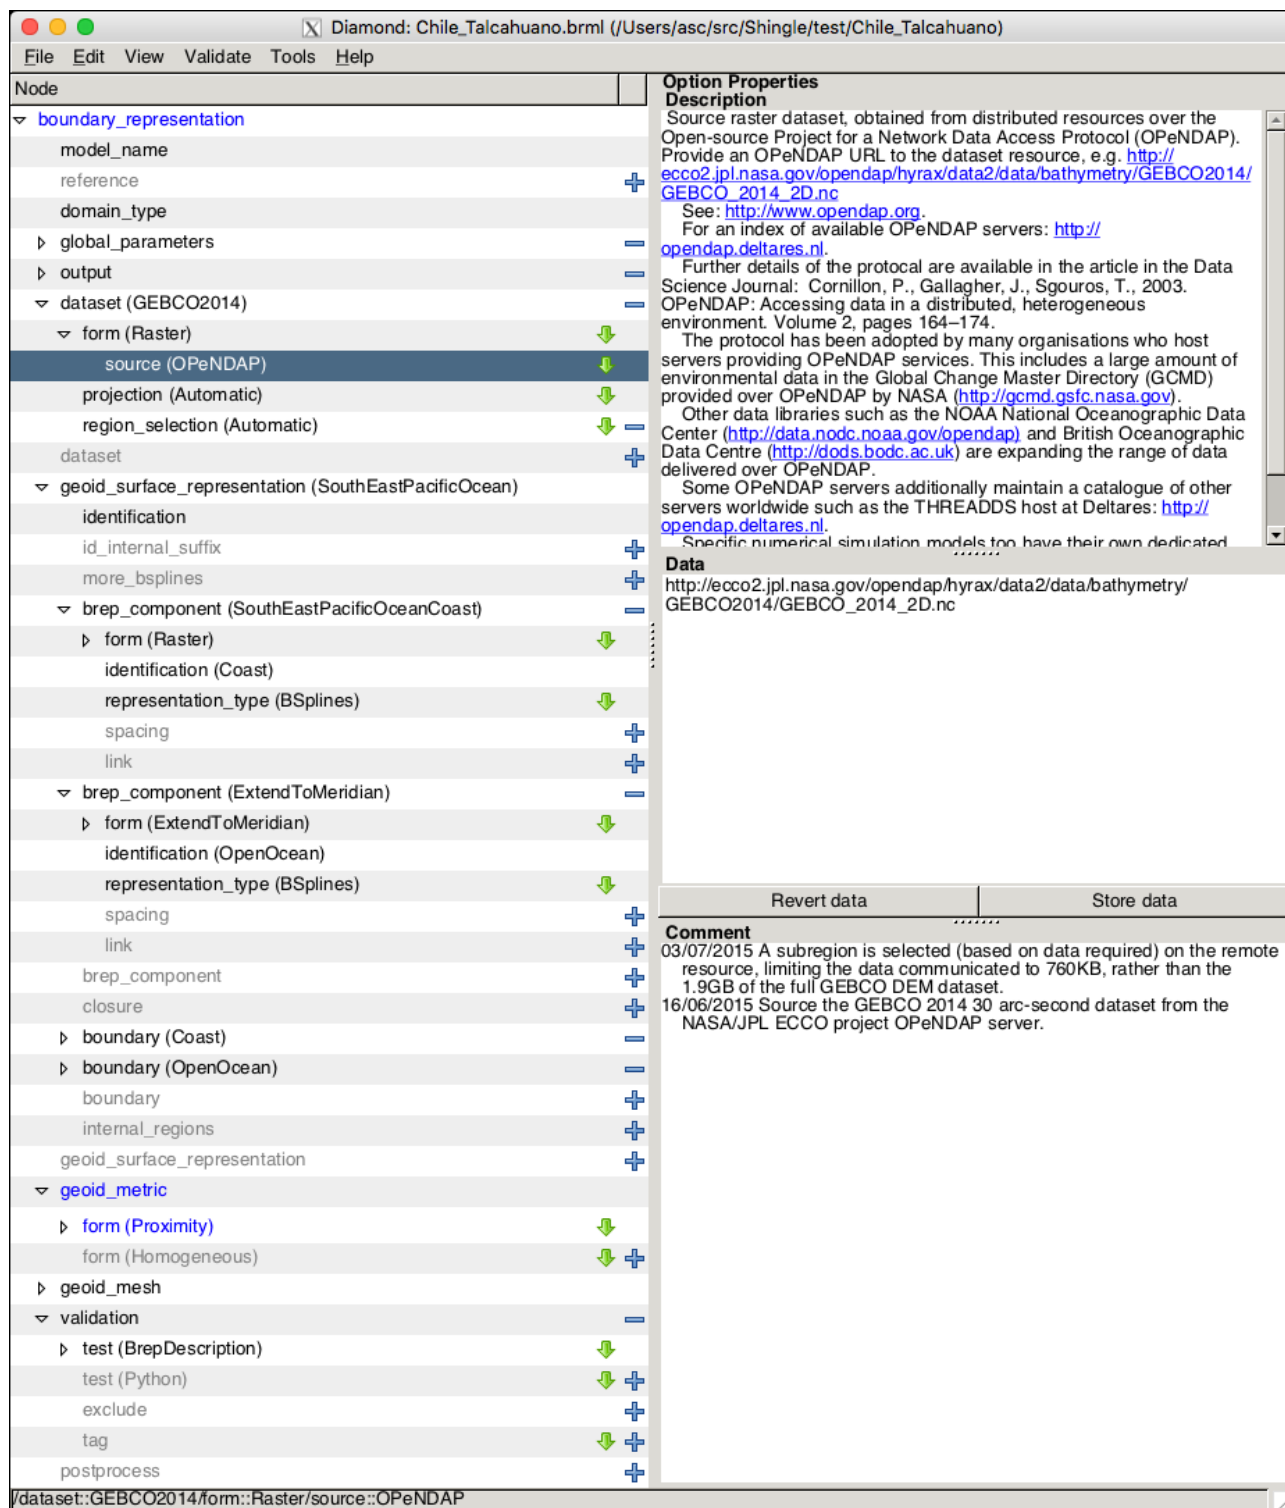 Diamond: Chile_Talcahuano.brml (/Users/asc/src/Shingle/test/Chile_Talcahuano)
File Edit View Validate Tools Help
Node
boundary_representation
model_name
reference
domain_type
global_parameters
output
dataset (GEBCO2014)
form (Raster)
source (OPeNDAP)
projection (Automatic)
region_selection (Automatic)
dataset
geoid_surface_representation (SouthEastPacificOcean)
identification
id_internal_suffix
more_bsplines
brep_component (SouthEastPacificOceanCoast)
form (Raster)
identification (Coast)
representation_type (BSplines)
spacing
link
brep_component (ExtendToMeridian)
form (ExtendToMeridian)
identification (OpenOcean)
representation_type (BSplines)
spacing
link
brep_component
closure
boundary (Coast)
boundary (OpenOcean)
boundary
internal_regions
geoid_surface_representation
geoid_metric
form (Proximity)
form (Homogeneous)
geoid_mesh
validation
test (BrepDescription)
test (Python)
exclude
tag
postprocess
/dataset::GEBCO2014/form::Raster/source::OPeNDAP
Option Properties
Description
Source raster dataset, obtained from distributed resources over the
Open-source Project for a Network Data Access Protocol (OPeNDAP).
Provide an OPeNDAP URL to the dataset resource, e.g. http://
ecco2.jpl.nasa.gov/opendap/hyrax/data2/data/bathymetry/GEBCO2014/
GEBCO_2014_2D.nc
See: http://www.opendap.org.
For an index of available OPeNDAP servers: http://
opendap.deltares.nl.
Further details of the protocal are available in the article in the Data
Science Journal: Cornillon, P., Gallagher, J., Sgouros, T., 2003.
OPeNDAP: Accessing data in a distributed, heterogeneous
environment. Volume 2, pages 164–174.
The protocol has been adopted by many organisations who host
servers providing OPeNDAP services. This includes a large amount of
environmental data in the Global Change Master Directory (GCMD)
provided over OPeNDAP by NASA (http://gcmd.gsfc.nasa.gov).
Other data libraries such as the NOAA National Oceanographic Data
Center (http://data.nodc.noaa.gov/opendap) and British Oceanographic
Data Centre (http://dods.bodc.ac.uk) are expanding the range of data
delivered over OPeNDAP.
Some OPeNDAP servers additionally maintain a catalogue of other
servers worldwide such as the THREADDS host at Deltares: http://
opendap.deltares.nl.
Specific numerical simulation models too have their own dedicated
Data
http://ecco2.jpl.nasa.gov/opendap/hyrax/data2/data/bathymetry/
GEBCO2014/GEBCO_2014_2D.nc
Revert data
Store data
Comment
03/07/2015 A subregion is selected (based on data required) on the remote
resource, limiting the data communicated to 760KB, rather than the
1.9GB of the full GEBCO DEM dataset.
16/06/2015 Source the GEBCO 2014 30 arc-second dataset from the
NASA/JPL ECCO project OPeNDAP server.